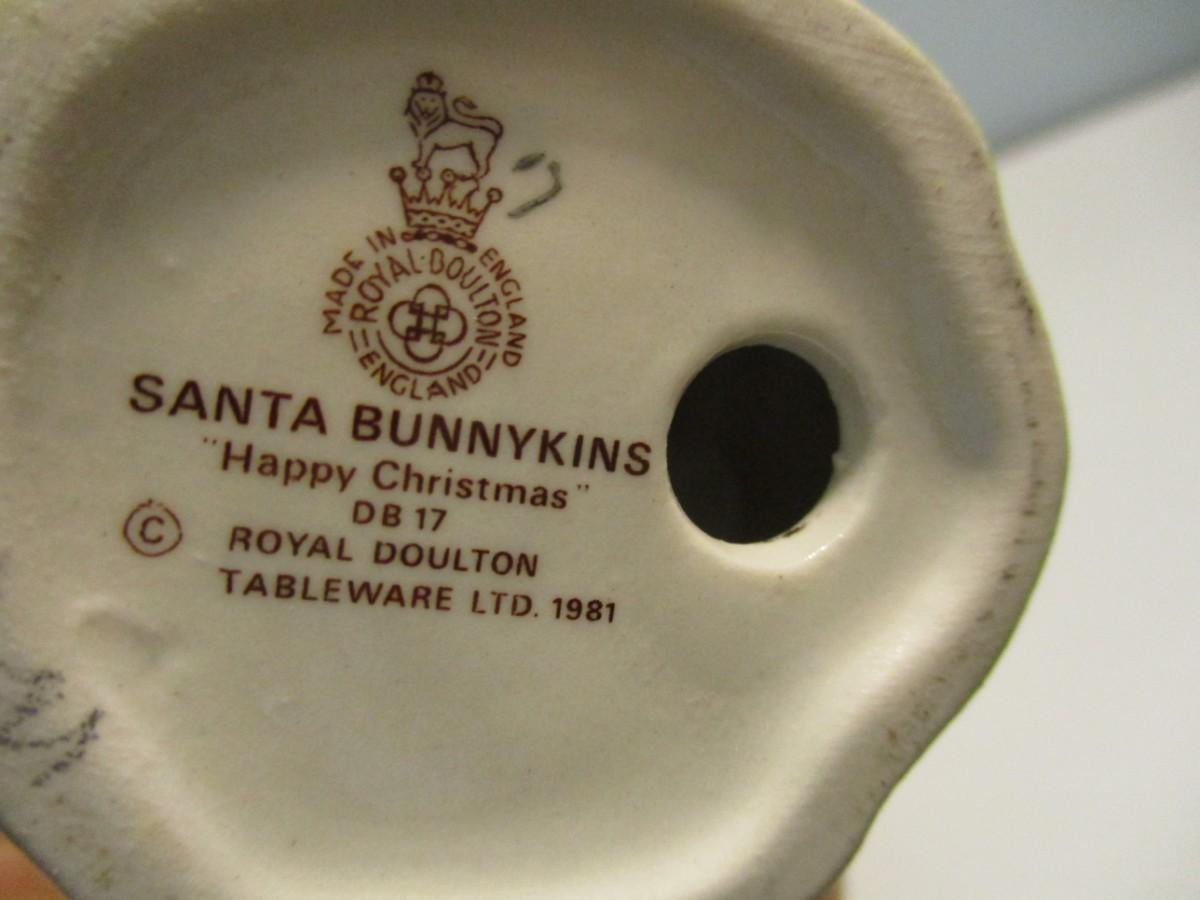 MADE IN ENGLAND
ROYAL·DOULTON
ENGLAND
SANTA BUNNYKINS
"Happy Christmas"
DB 17
© ROYAL DOULTON
TABLEWARE LTD. 1981